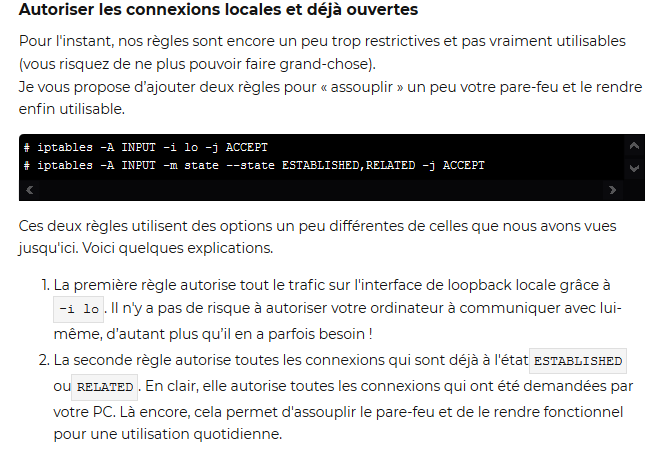 Autoriser les connexions locales et déjà ouvertes
Pour l'instant, nos règles sont encore un peu trop restrictives et pas vraiment utilisables
(vous risquez de ne plus pouvoir faire grand-chose).
Je vous propose d'ajouter deux règles pour « assouplir » un peu votre pare-feu et le rendre
enfin utilisable.
# iptables -A INPUT -i lo -j ACCEPT
# iptables -A INPUT -m state --state ESTABLISHED,RELATED -j ACCEPT
Ces deux règles utilisent des options un peu différentes de celles que nous avons vues
jusqu'ici. Voici quelques explications.
1. La première règle autorise tout le trafic sur l'interface de loopback locale grâce à
-i lo . Il n'y a pas de risque à autoriser votre ordinateur à communiquer avec lui-
même, d’autant plus qu’il en a parfois besoin !
2. La seconde règle autorise toutes les connexions qui sont déjà à l'état ESTABLISHED
ou RELATED . En clair, elle autorise toutes les connexions qui ont été demandées par
votre PC. Là encore, cela permet d'assouplir le pare-feu et de le rendre fonctionnel
pour une utilisation quotidienne.